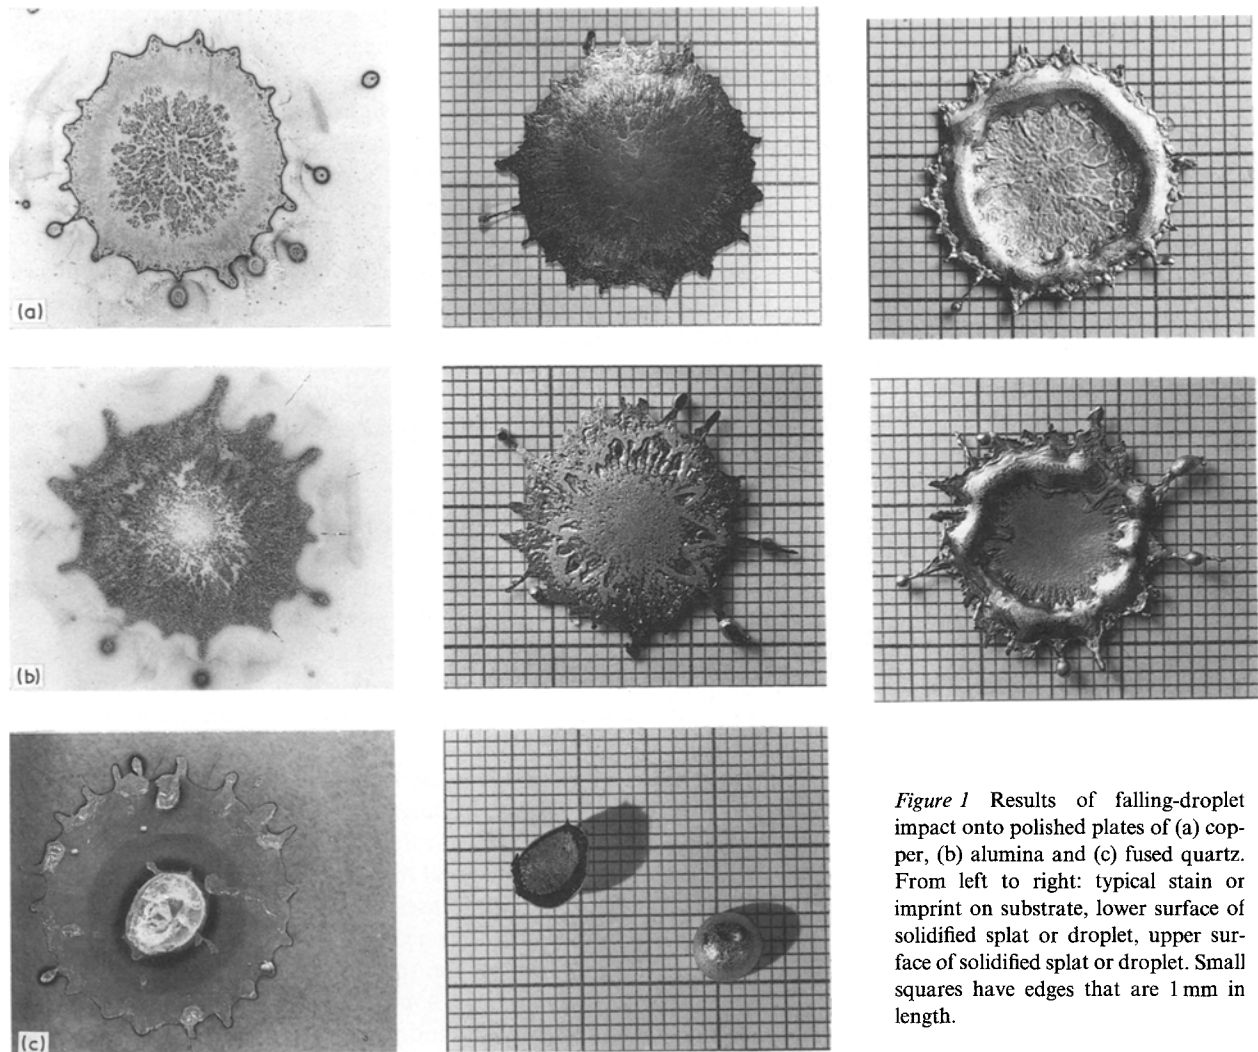 (a)
(b)
(c)
Figure 1 Results of falling-droplet
impact onto polished plates of (a) cop-
per, (b) alumina and (c) fused quartz.
From left to right: typical stain or
imprint on substrate, lower surface of
solidified splat or droplet, upper sur-
face of solidified splat or droplet. Small
squares have edges that are 1 mm in
length.